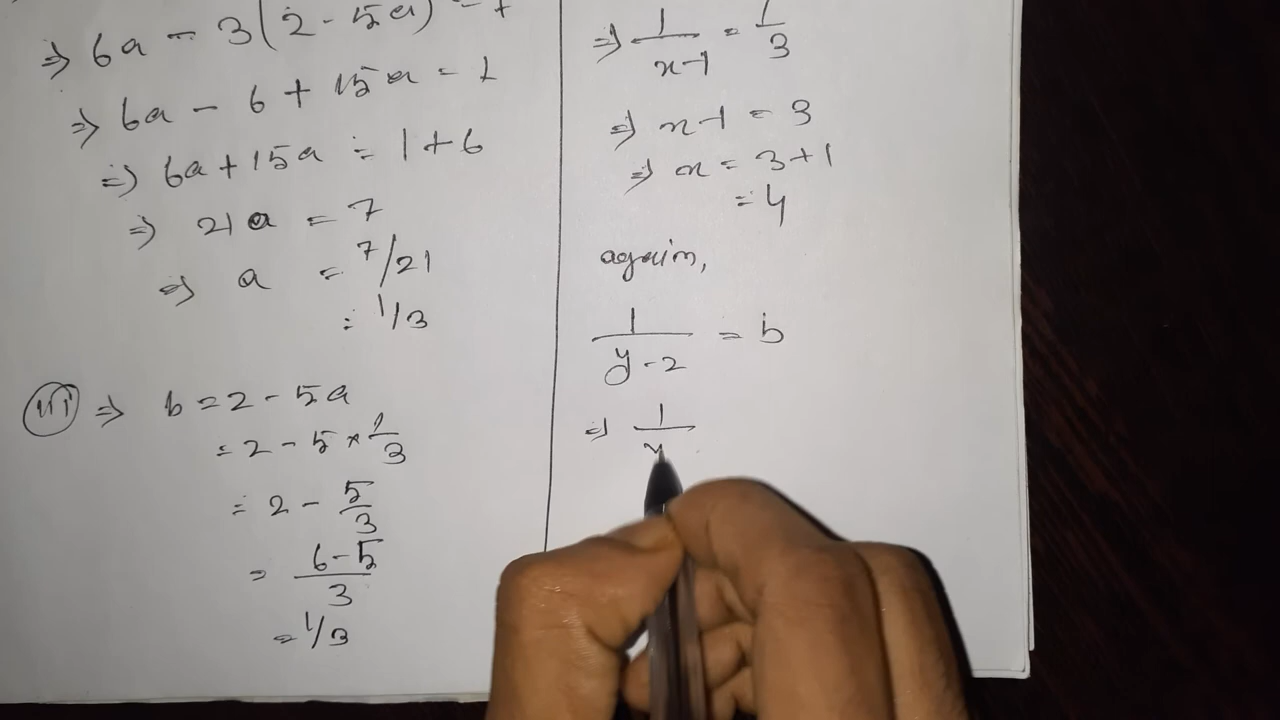 ⇒ 6a - 3(2 - 5a) = 1
⇒ 6a - 6 + 15a = 1
⇒ 6a + 15a = 1 + 6
⇒ 21a = 7
⇒ a = 7/21
= 1/3
(iii) ⇒ b = 2 - 5a
= 2 - 5 × 1/3
= 2 - 5/3
= (6 - 5)/3
= 1/3
⇒ 1/(x-1) = 1/3
⇒ x-1 = 3
⇒ x = 3+1
= 4
again,
1/(y-2) = b
⇒ 1/y